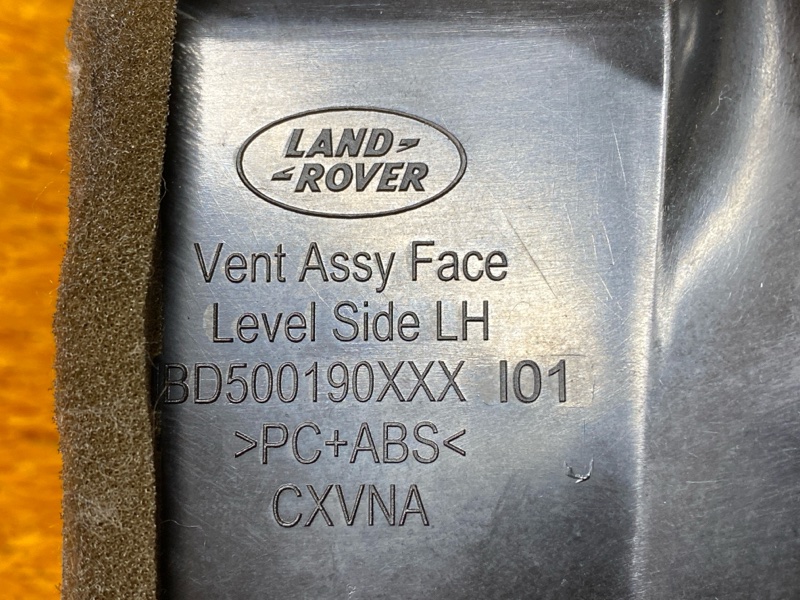 LAND-
-ROVER
Vent Assy Face
Level Side LH
BD500190XXX I01
>PC+ABS<
CXVNA